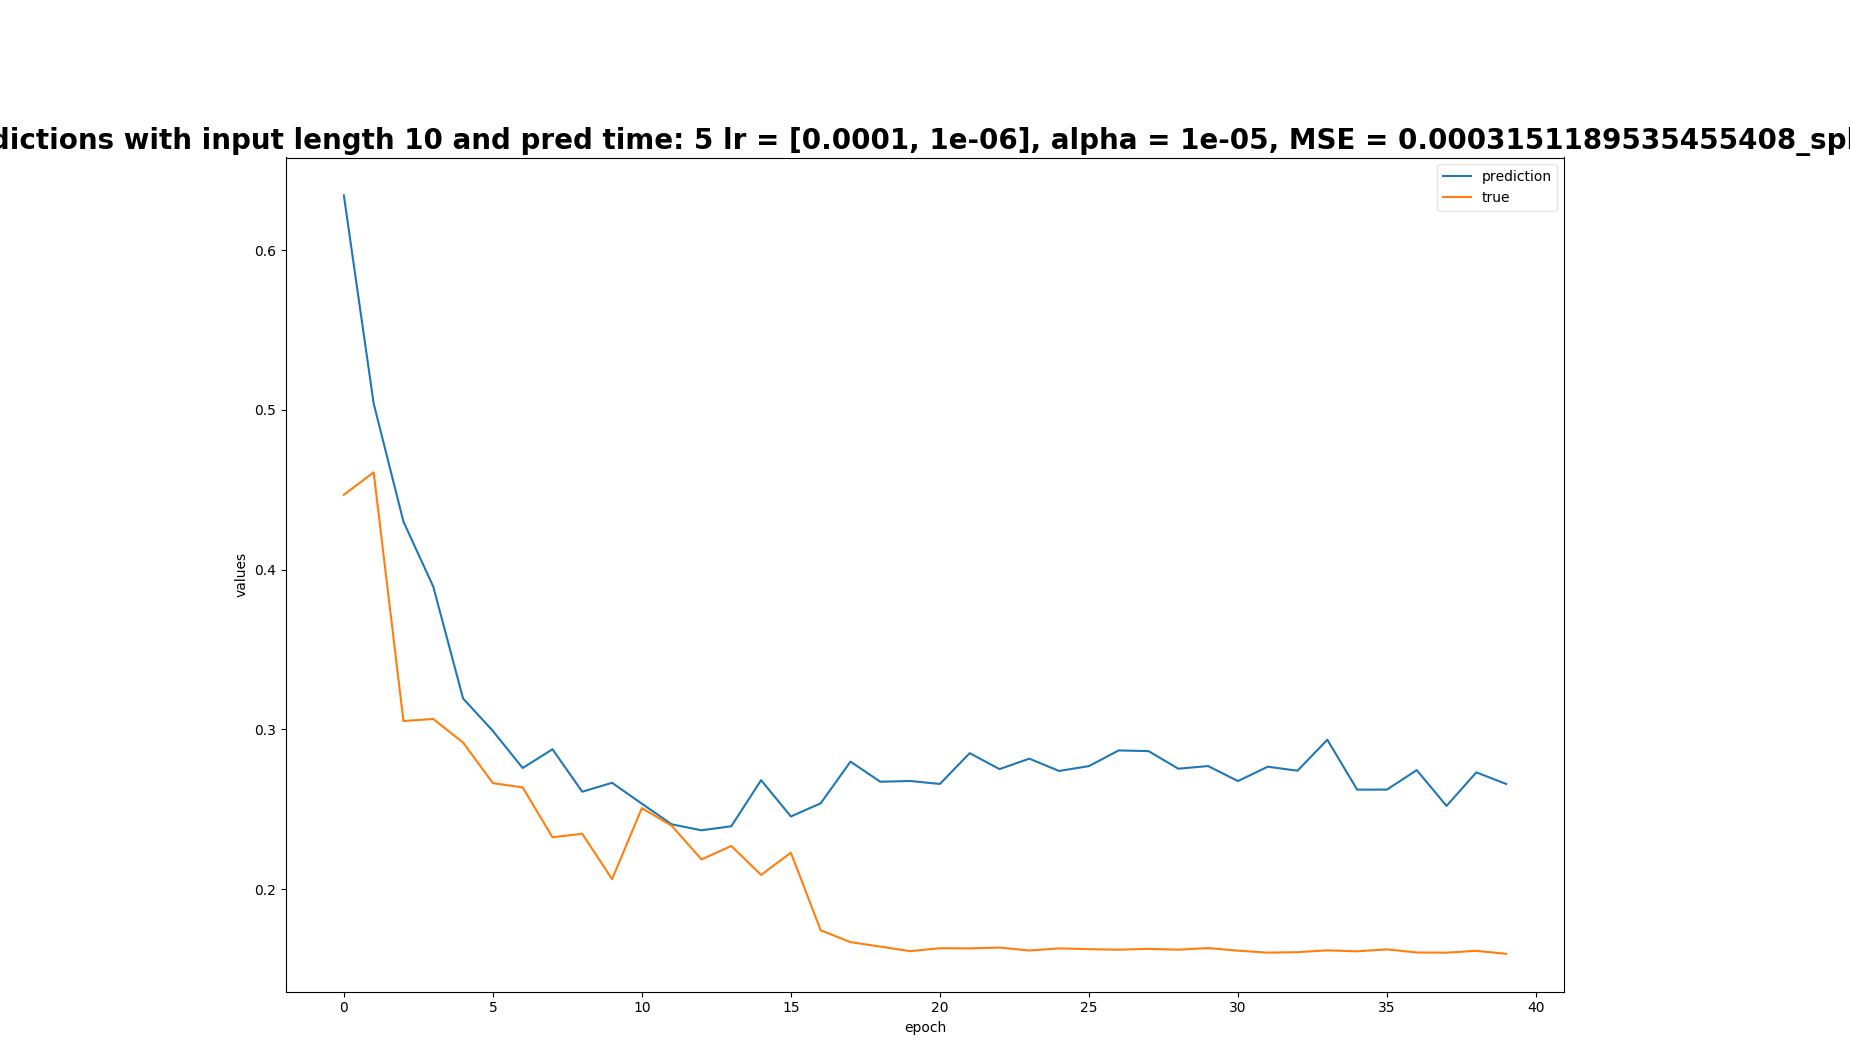 dictions with input length 10 and pred time: 5 lr = [0.0001, 1e-06], alpha = 1e-05, MSE = 0.0003151189535455408_spl
prediction
true
0.6
0.5
0.4
0.3
0.2
values
0 5 10 15 20 25 30 35 40
epoch